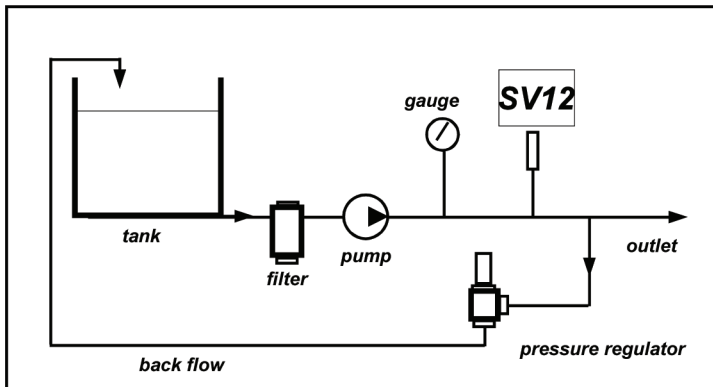 gauge
SV12
tank
filter
pump
outlet
back flow
pressure regulator